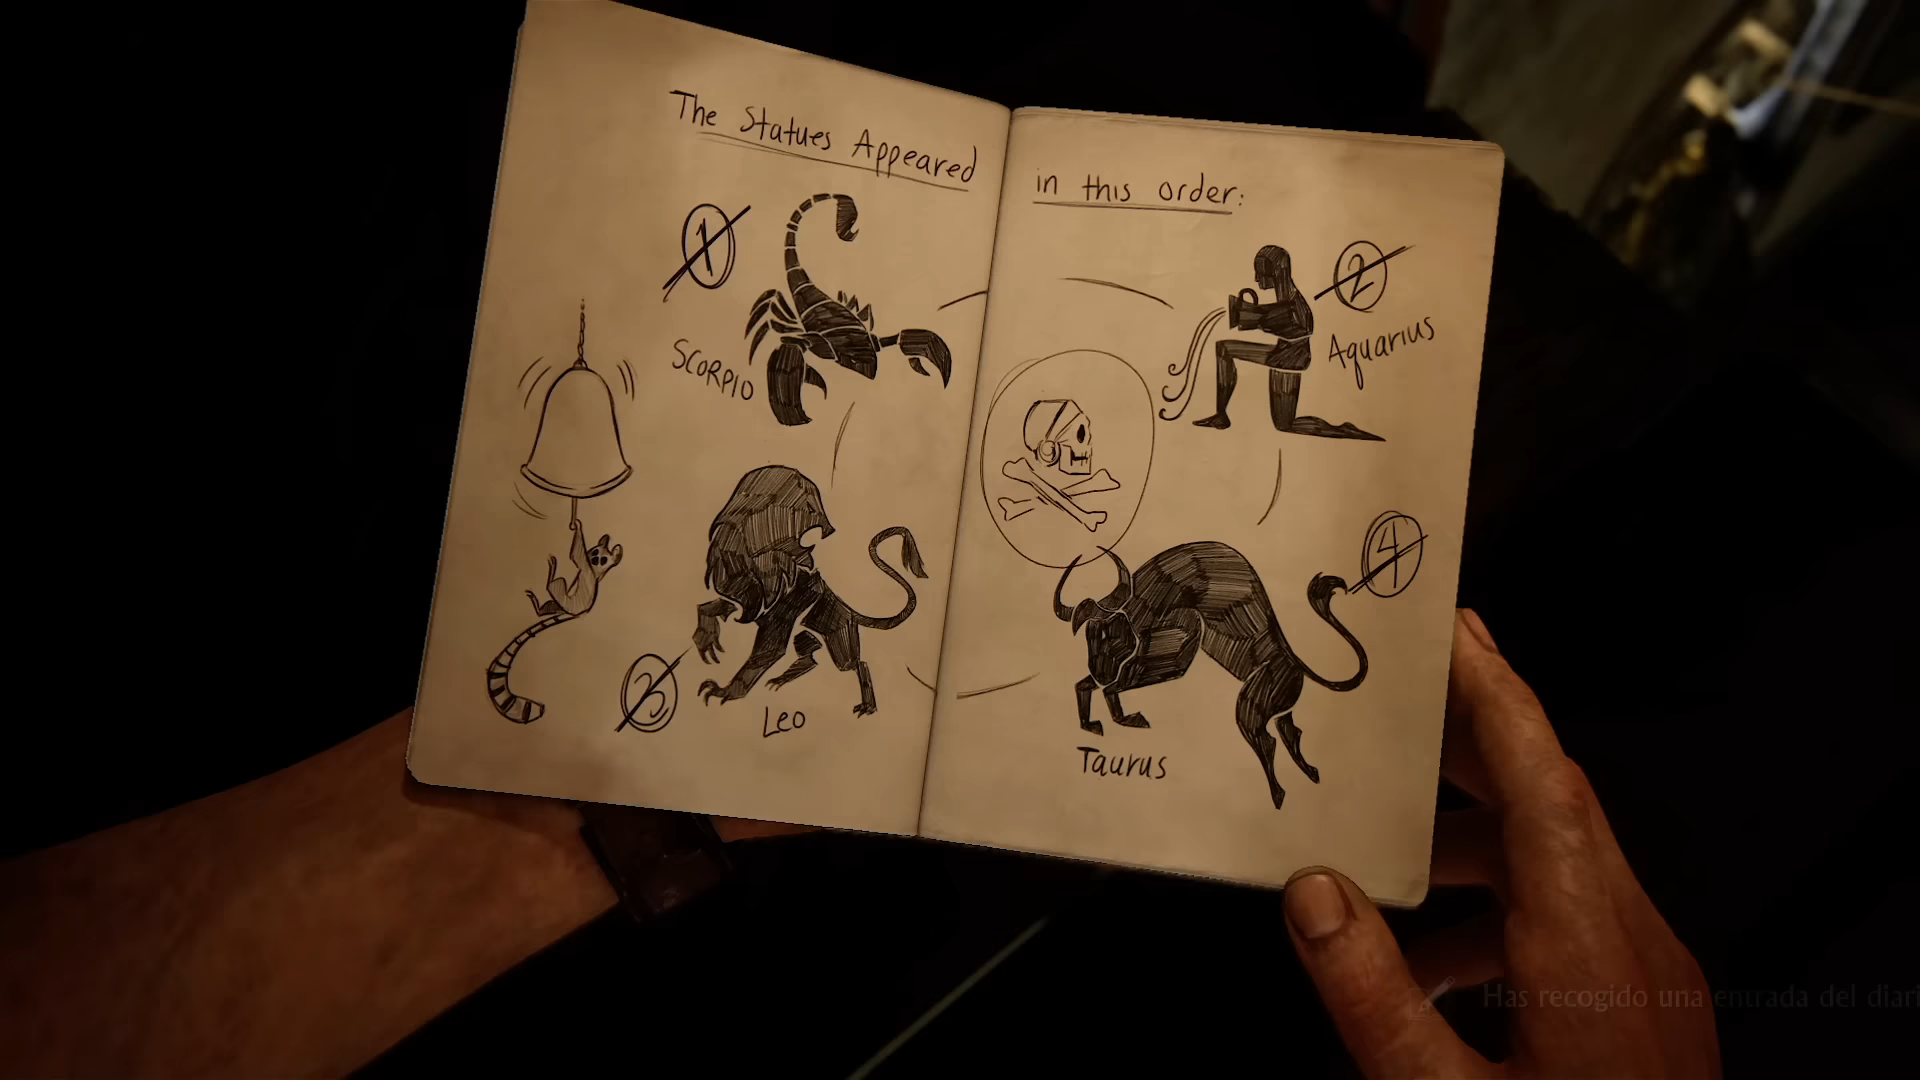 The Statues Appeared
in this order:
1
SCORPIO
2
Aquarius
3
Leo
4
Taurus
Has recogido una entrada del diari